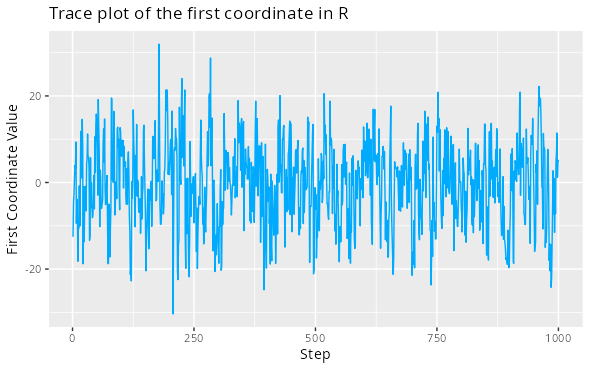 Trace plot of the first coordinate in R
First Coordinate Value
20
0
-20
0
250
500
750
1000
Step